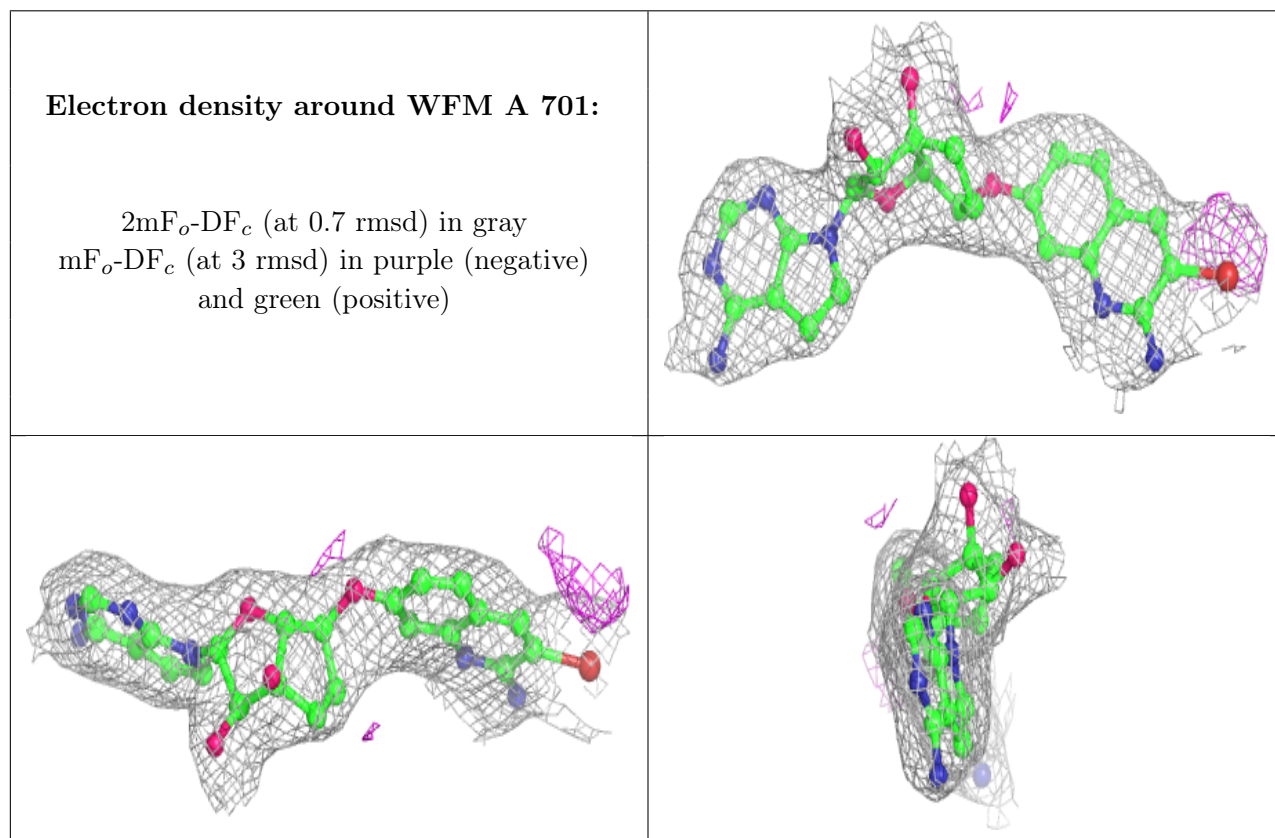 Electron density around WFM A 701:
2mFo-DFc (at 0.7 rmsd) in gray
mFo-DFc (at 3 rmsd) in purple (negative)
and green (positive)